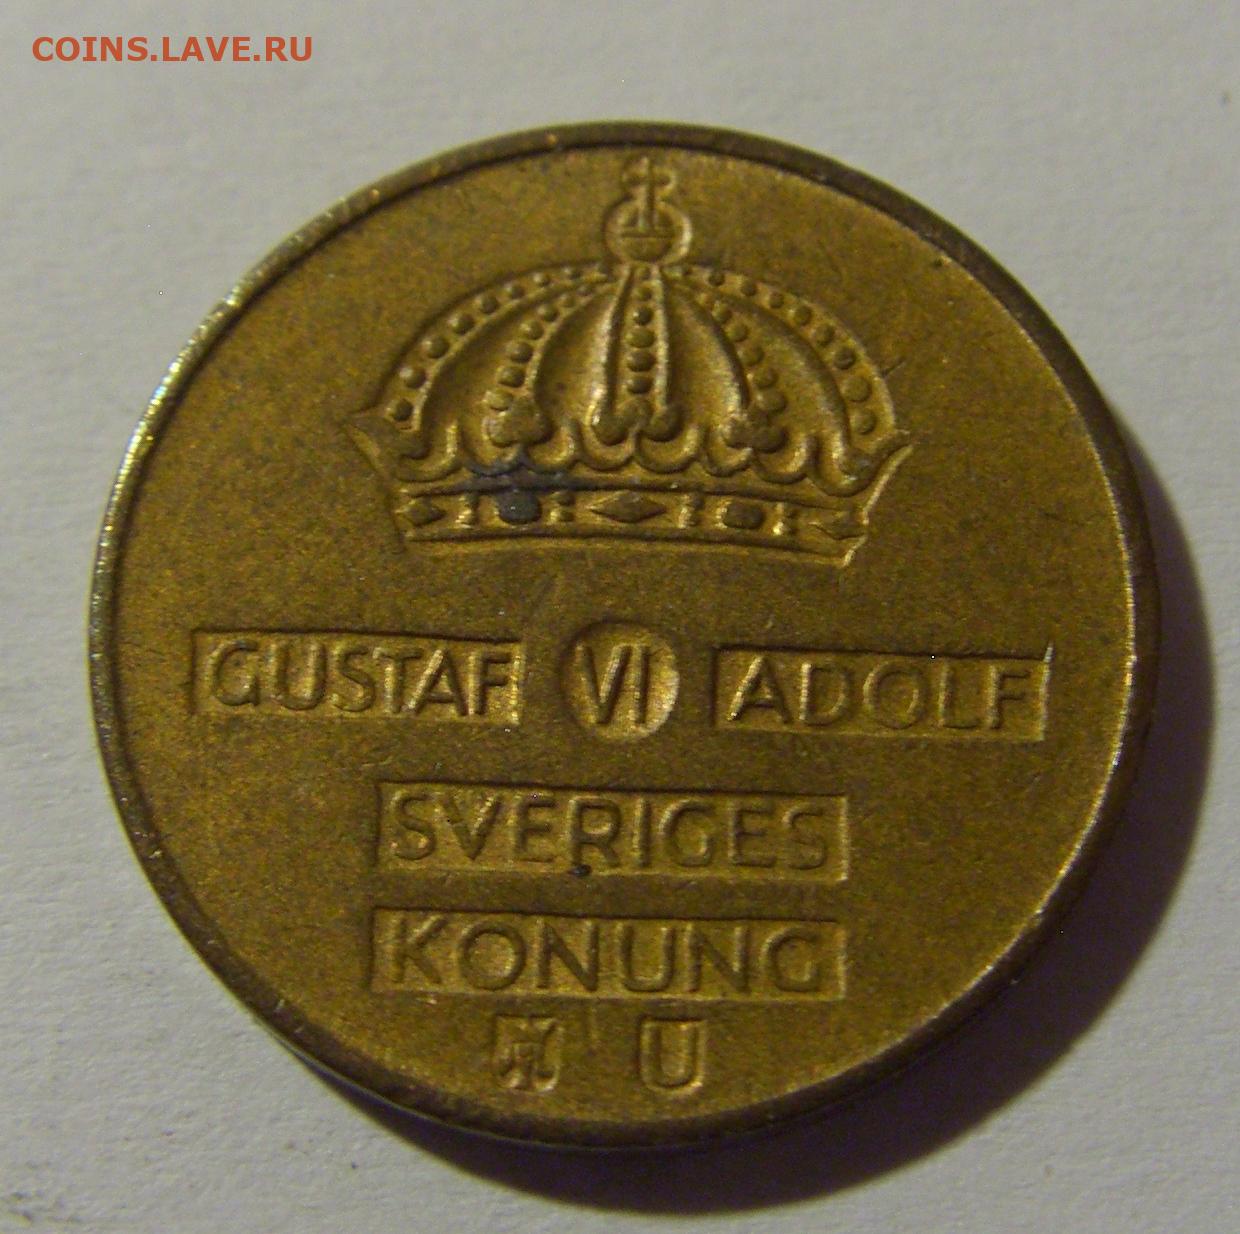 COINS.LAVE.RU
GUSTAF VI ADOLF
SVERIGES
KONUNG
U